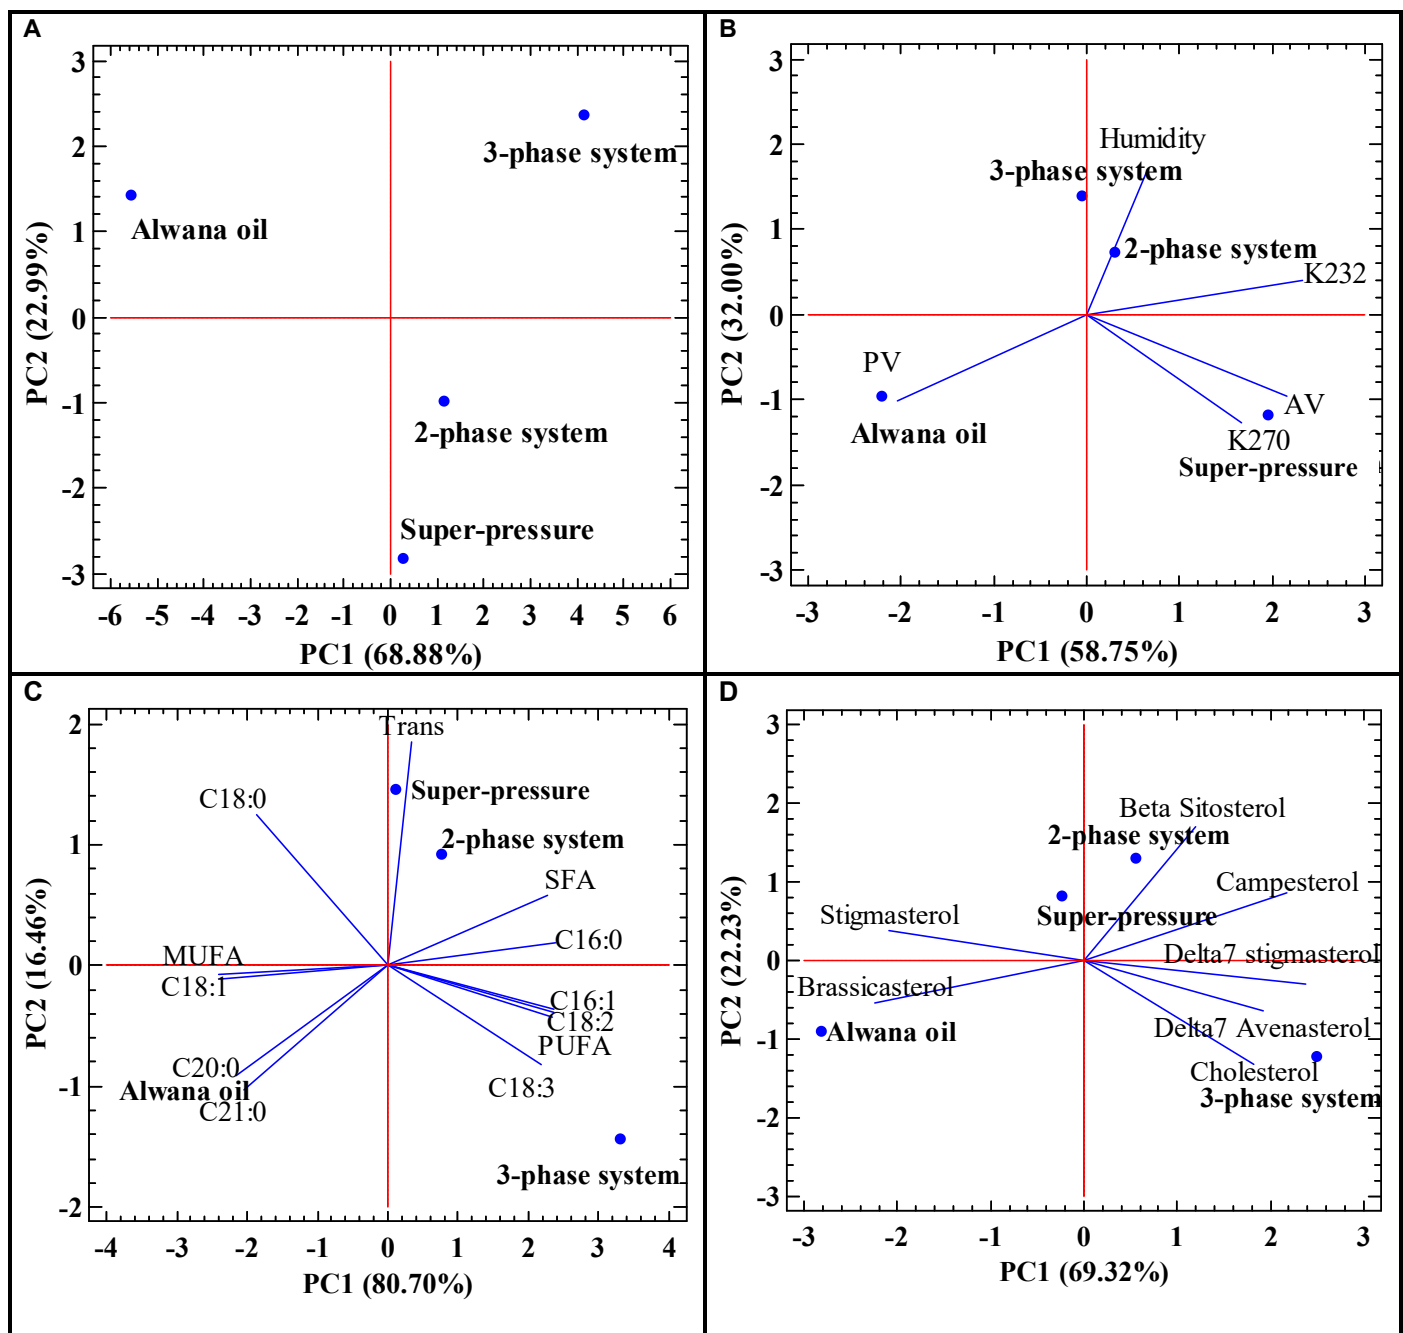 A
3
2
1
0
-1
-2
-3
PC2 (22.99%)
3-phase system
Alwana oil
2-phase system
Super-pressure
-6 -5 -4 -3 -2 -1 0 1 2 3 4 5 6
PC1 (68.88%)
B
3
2
1
0
-1
-2
-3
PC2 (32.00%)
Humidity
3-phase system
2-phase system
K232
PV
Alwana oil
AV
K270
Super-pressure
-3 -2 -1 0 1 2 3
PC1 (58.75%)
C
2
1
0
-1
-2
PC2 (16.46%)
Trans
C18:0
Super-pressure
2-phase system
SFA
C16:0
MUFA
C18:1
C16:1
C18:2
PUFA
C20:0
C18:3
Alwana oil
C21:0
3-phase system
-4 -3 -2 -1 0 1 2 3 4
PC1 (80.70%)
D
3
2
1
0
-1
-2
-3
PC2 (22.23%)
Beta Sitosterol
2-phase system
Campesterol
Stigmasterol
Super-pressure
Delta7 stigmasterol
Brassicasterol
Alwana oil
Delta7 Avenasterol
Cholesterol
3-phase system
-3 -2 -1 0 1 2 3
PC1 (69.32%)